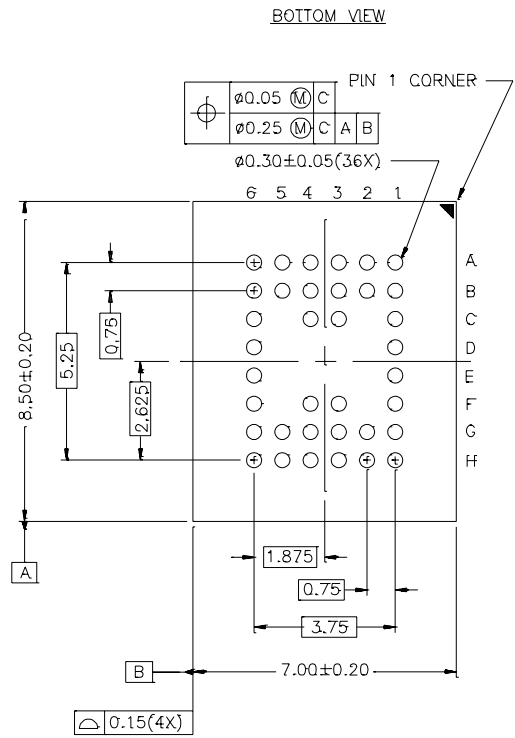 BOTTOM VIEW
PIN 1 CORNER
ø0.05 Ⓜ C
ø0.25 Ⓜ C A B
ø0.30±0.05(36X)
6 5 4 3 2 1
A
B
C
D
E
F
G
H
0.75
5.25
8.50±0.20
2.625
1.875
A
0.75
3.75
B
7.00±0.20
0.15(4X)